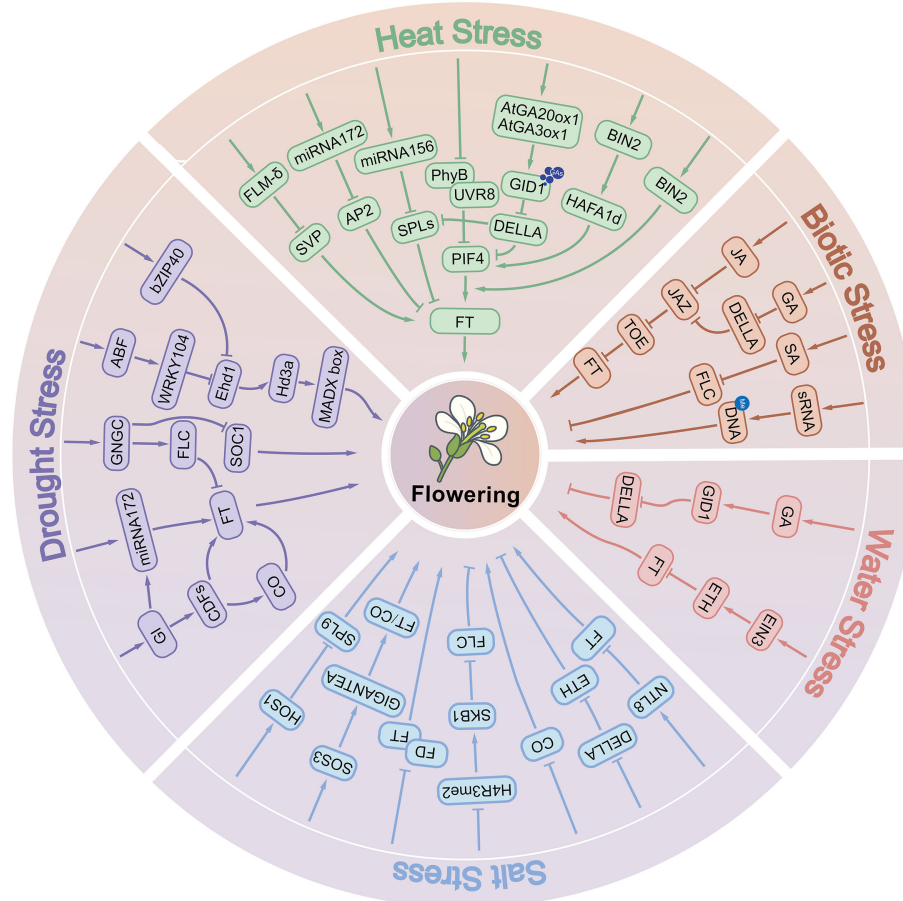 Heat Stress
FLM-δ
SVP
miRNA172
AP2
miRNA156
SPLs
PhyB
UVR8
AtGA20ox1
AtGA3ox1
GID1
GAs
DELLA
PIF4
BIN2
HAFA1d
BIN2
FT
Biotic Stress
JA
JAZ
TOE
FT
GA
DELLA
SA
FLC
sRNA
DNA
Me
Water Stress
GA
GID1
DELLA
EIN3
ETH
FT
Salt Stress
NTL8
FT
DELLA
ETH
CO
H4R3me2
SKB1
FLC
FT
FD
SOS3
GIGANTEA
FT/CO
HOS1
SPL9
Drought Stress
bZIP40
ABF
WRKY104
Ehd1
Hd3a
MADX box
GNGC
FLC
SOC1
miRNA172
FT
GI
CDFs
CO
Flowering